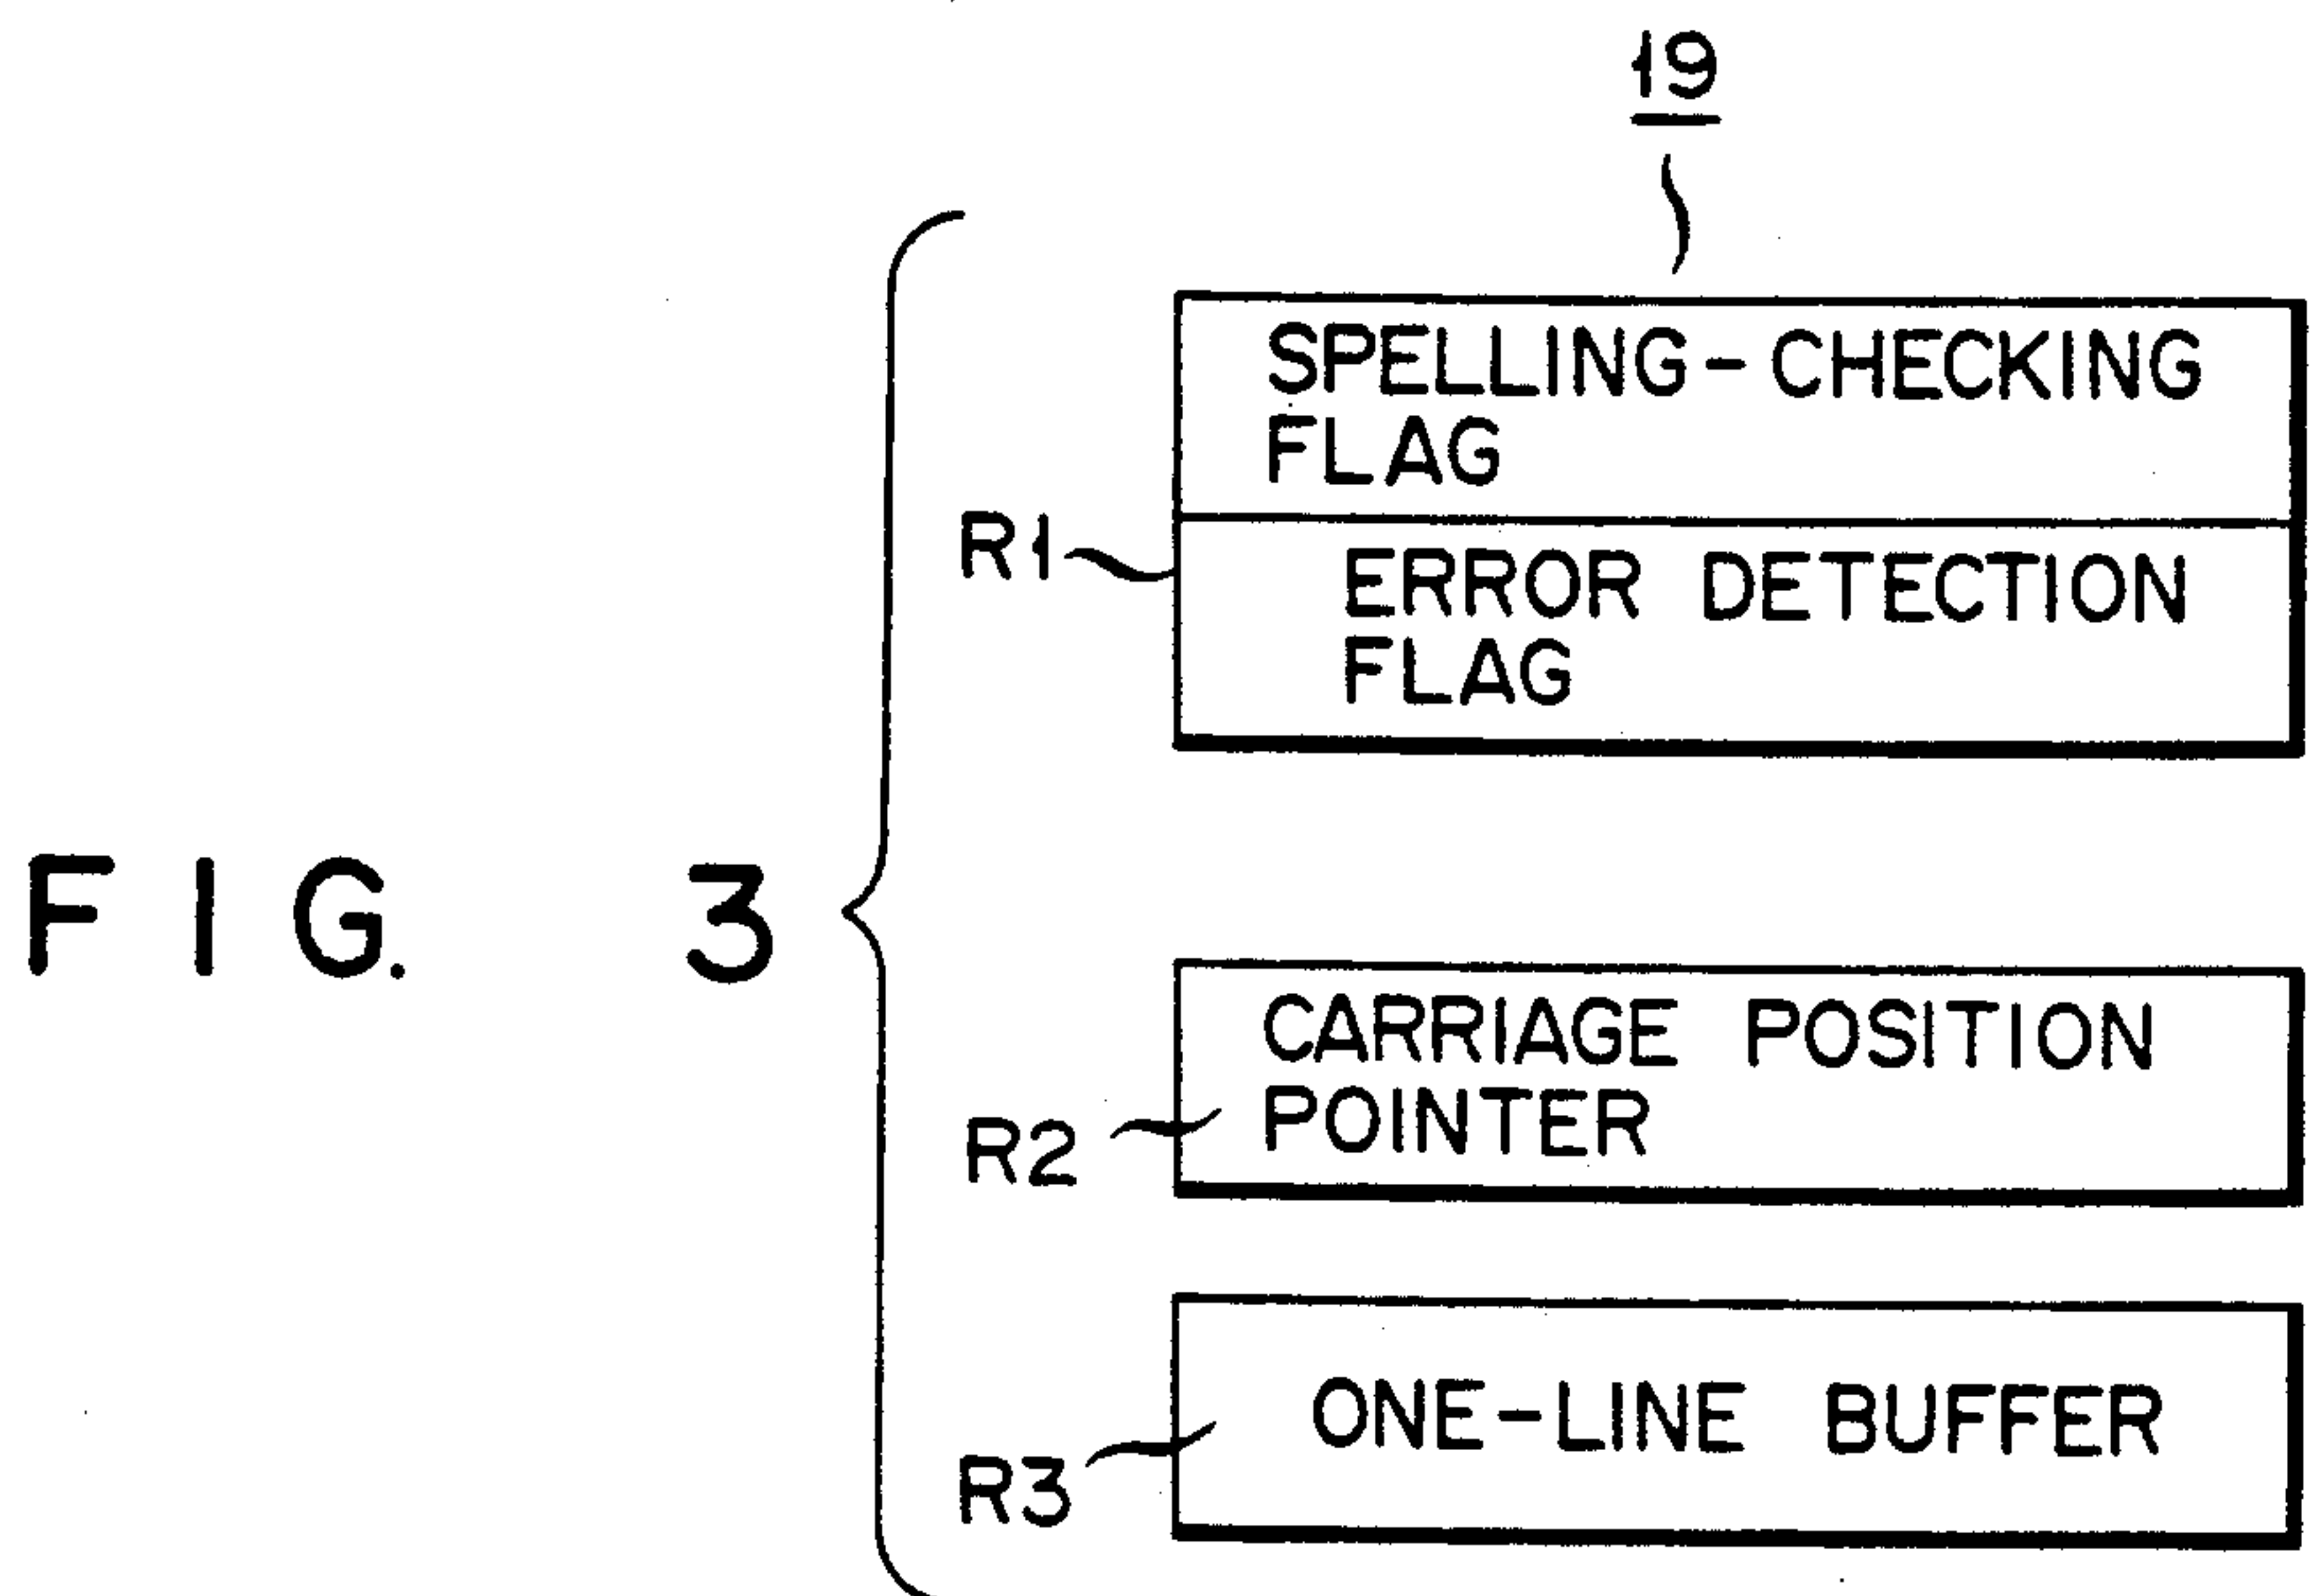 19
SPELLING-CHECKING
FLAG
R1
ERROR DETECTION
FLAG
FIG. 3
CARRIAGE POSITION
POINTER
R2
ONE-LINE BUFFER
R3